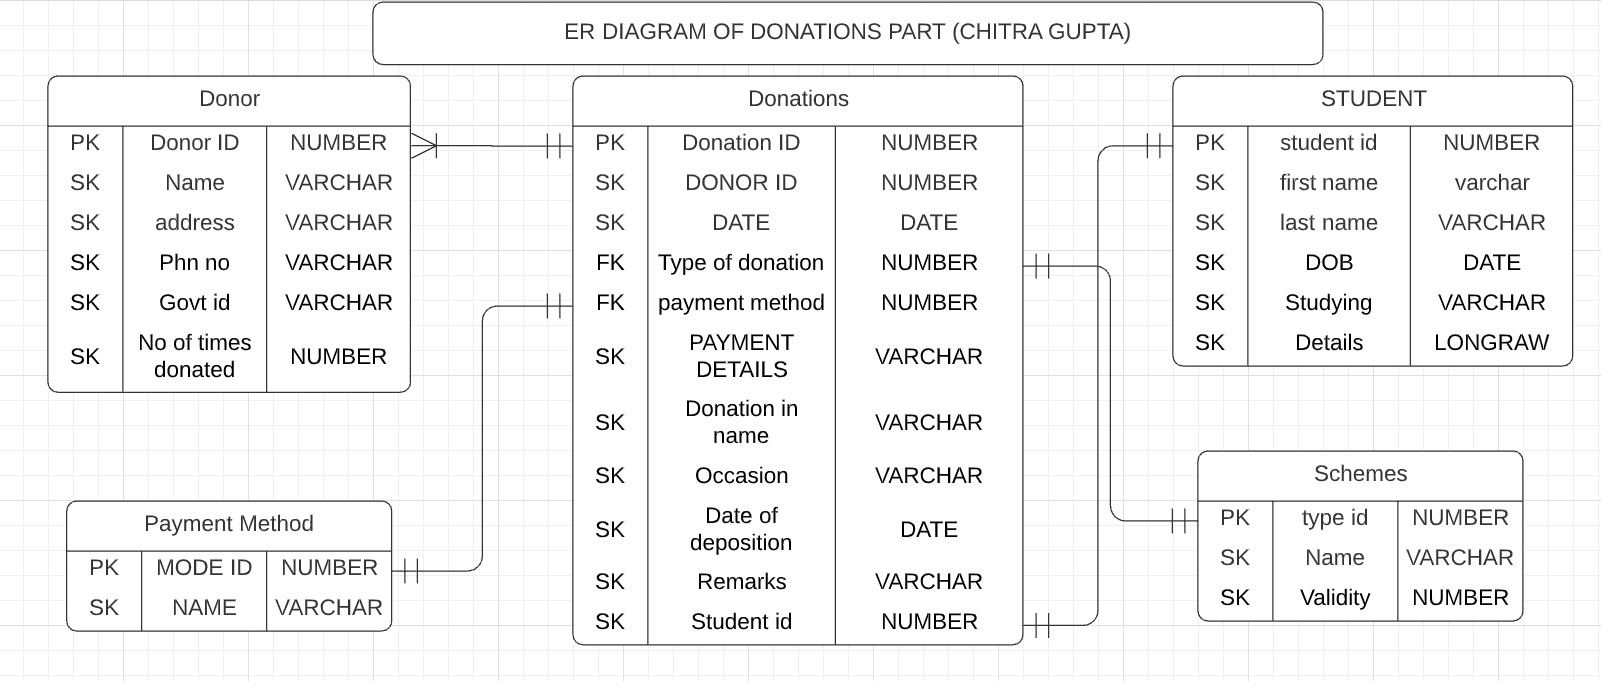 ER DIAGRAM OF DONATIONS PART (CHITRA GUPTA)
Donor
PK Donor ID NUMBER
SK Name VARCHAR
SK address VARCHAR
SK Phn no VARCHAR
SK Govt id VARCHAR
SK No of times donated NUMBER
Donations
PK Donation ID NUMBER
SK DONOR ID NUMBER
SK DATE DATE
FK Type of donation NUMBER
FK payment method NUMBER
SK PAYMENT DETAILS VARCHAR
SK Donation in name VARCHAR
SK Occasion VARCHAR
SK Date of deposition DATE
SK Remarks VARCHAR
SK Student id NUMBER
STUDENT
PK student id NUMBER
SK first name varchar
SK last name VARCHAR
SK DOB DATE
SK Studying VARCHAR
SK Details LONGRAW
Payment Method
PK MODE ID NUMBER
SK NAME VARCHAR
Schemes
PK type id NUMBER
SK Name VARCHAR
SK Validity NUMBER